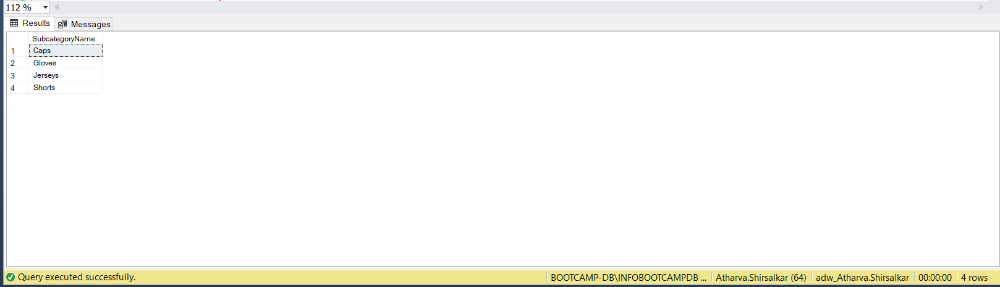 112 %
Results Messages
SubcategoryName
1 Caps
2 Gloves
3 Jerseys
4 Shorts
Query executed successfully. BOOTCAMP-DB\INFOBOOTCAMPDB ... Atharva.Shirsalkar (64) adw_Atharva.Shirsalkar 00:00:00 4 rows